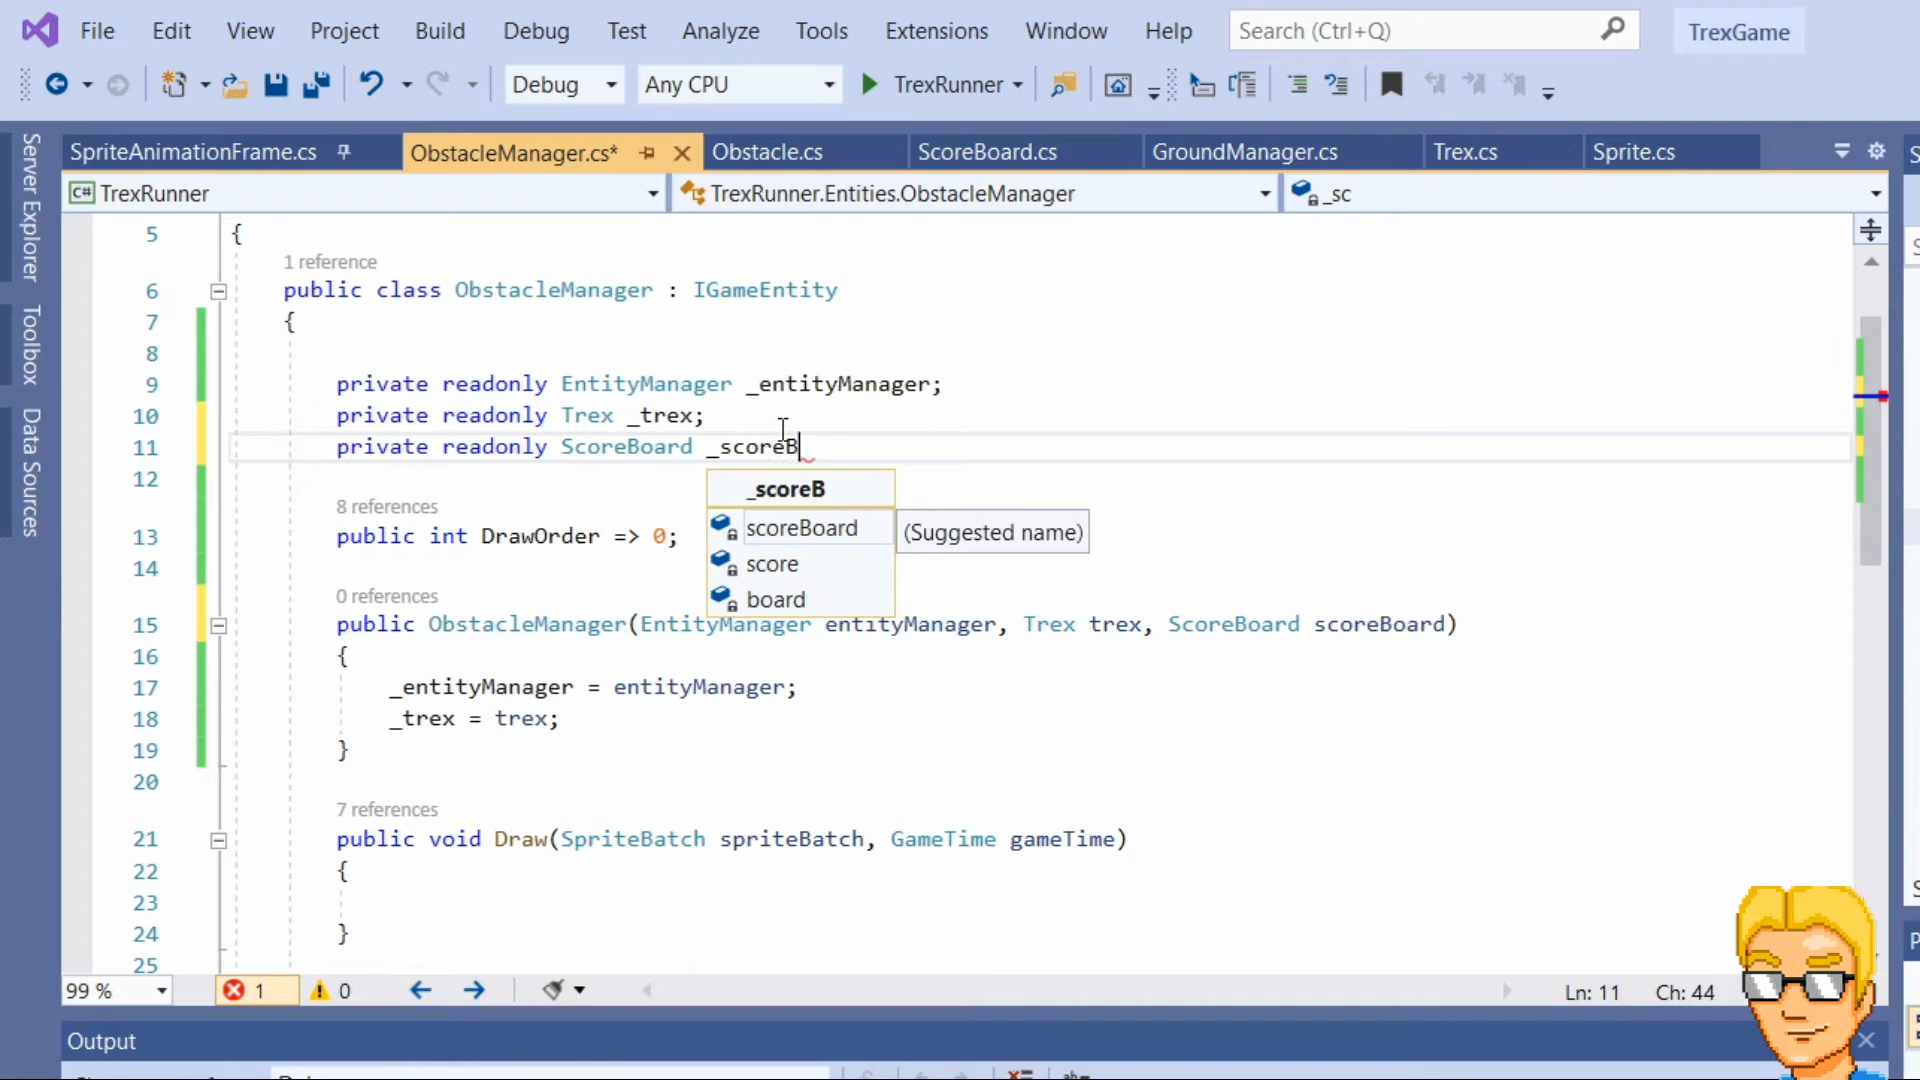 File Edit View Project Build Debug Test Analyze Tools Extensions Window Help Search (Ctrl+Q) TrexGame
Debug Any CPU TrexRunner
SpriteAnimationFrame.cs ObstacleManager.cs* Obstacle.cs ScoreBoard.cs GroundManager.cs Trex.cs Sprite.cs
C# TrexRunner TrexRunner.Entities.ObstacleManager _sc
Server Explorer
Toolbox
Data Sources
5 {
1 reference
6 public class ObstacleManager : IGameEntity
7 {
8
9 private readonly EntityManager _entityManager;
10 private readonly Trex _trex;
11 private readonly ScoreBoard _scoreB
12
_scoreB
scoreBoard (Suggested name)
score
board
8 references
13 public int DrawOrder => 0;
14
0 references
15 public ObstacleManager(EntityManager entityManager, Trex trex, ScoreBoard scoreBoard)
16 {
17 _entityManager = entityManager;
18 _trex = trex;
19 }
20
7 references
21 public void Draw(SpriteBatch spriteBatch, GameTime gameTime)
22 {
23
24 }
25
99 % 1 0 Ln: 11 Ch: 44
Output